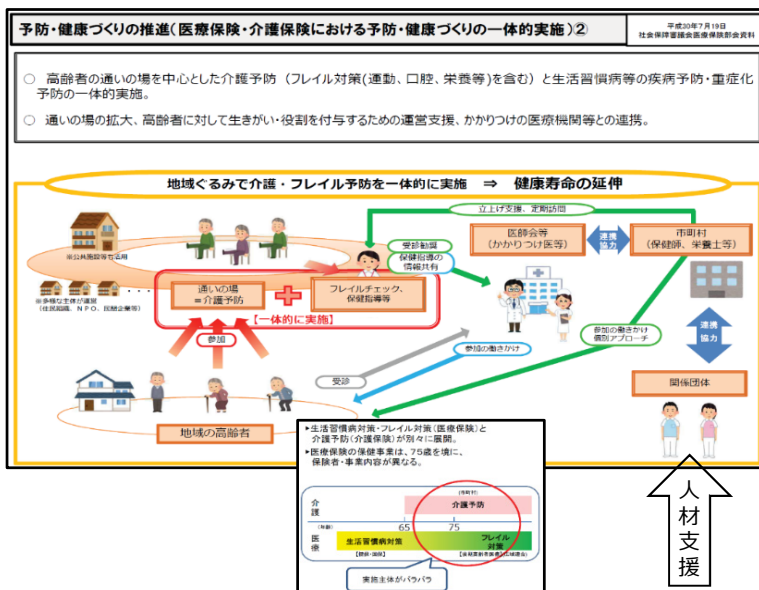 予防・健康づくりの推進(医療保険・介護保険における予防・健康づくりの一体的実施)②
平成30年7月19日
社会保障審議会医療保険部会資料
○ 高齢者の通いの場を中心とした介護予防（フレイル対策(運動、口腔、栄養等)を含む）と生活習慣病等の疾病予防・重症化
予防の一体的実施。
○ 通いの場の拡大、高齢者に対して生きがい・役割を付与するための運営支援、かかりつけの医療機関等との連携。
地域ぐるみで介護・フレイル予防を一体的に実施 ⇒ 健康寿命の延伸
立上げ支援、定期訪問
※公共施設等も活用
受診勧奨
保健指導の
情報共有
医師会等
(かかりつけ医等)
連携
協力
市町村
(保健師、栄養士等)
通いの場
＝介護予防
フレイルチェック、
保健指導等
※多様な主体が運営
(住民組織、NPO、民間企業等)
【一体的に実施】
参加
参加の働きかけ
個別アプローチ
連携
協力
参加の働きかけ
受診
関係団体
地域の高齢者
▸生活習慣病対策・フレイル対策(医療保険)と
介護予防(介護保険)が別々に展開。
▸医療保険の保健事業は、75歳を境に、
保険者・事業内容が異なる。
(市町村)
介護
介護予防
(年齢)
65
75
医療
生活習慣病対策
フレイル
対策
【健保・国保】
実施主体がバラバラ
人材支援